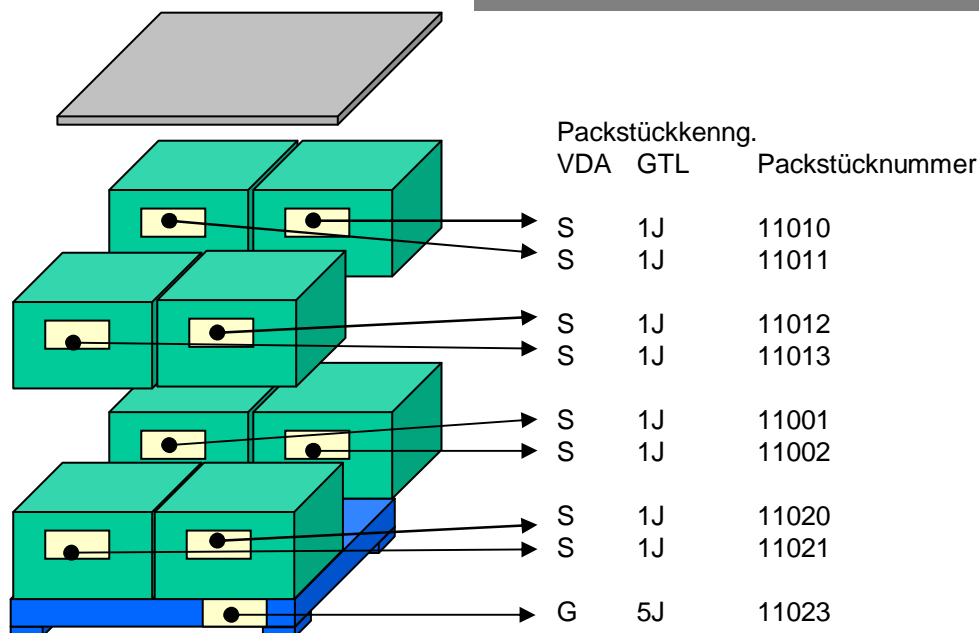 Packstückkenng.
VDA GTL Packstücknummer
S 1J 11010
S 1J 11011
S 1J 11012
S 1J 11013
S 1J 11001
S 1J 11002
S 1J 11020
S 1J 11021
G 5J 11023